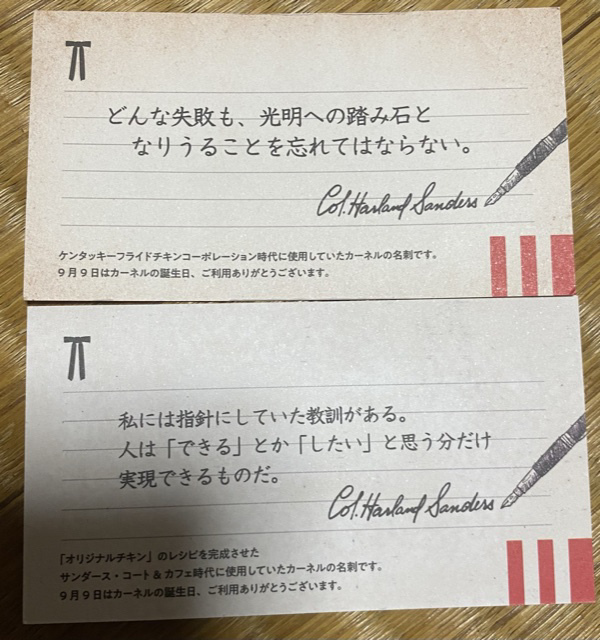 どんな失敗も、光明への踏み石と
なりうることを忘れてはならない。
Col. Harland Sanders
ケンタッキーフライドチキンコーポレーション時代に使用していたカーネルの名刺です。
9月9日はカーネルの誕生日、ご利用ありがとうございます。
私には指針にしていた教訓がある。
人は「できる」とか「したい」と思う分だけ
実現できるものだ。
Col. Harland Sanders
「オリジナルチキン」のレシピを完成させた
サンダース・コート&カフェ時代に使用していたカーネルの名刺です。
9月9日はカーネルの誕生日、ご利用ありがとうございます。